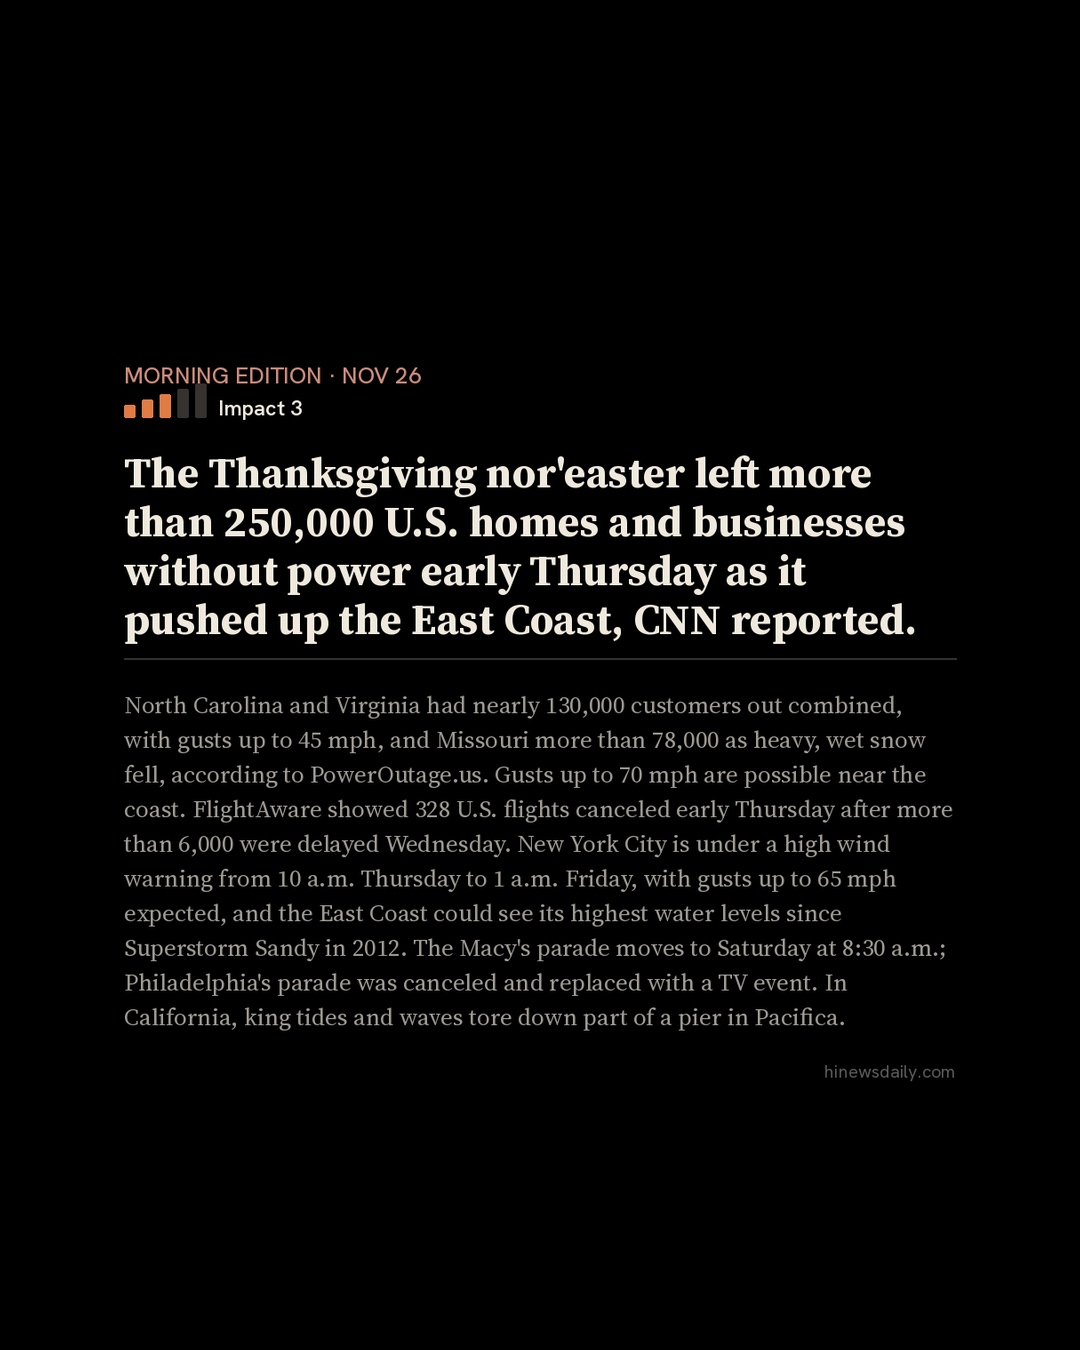 MORNING EDITION · NOV 26
Impact 3
The Thanksgiving nor'easter left more
than 250,000 U.S. homes and businesses
without power early Thursday as it
pushed up the East Coast, CNN reported.
North Carolina and Virginia had nearly 130,000 customers out combined,
with gusts up to 45 mph, and Missouri more than 78,000 as heavy, wet snow
fell, according to PowerOutage.us. Gusts up to 70 mph are possible near the
coast. FlightAware showed 328 U.S. flights canceled early Thursday after more
than 6,000 were delayed Wednesday. New York City is under a high wind
warning from 10 a.m. Thursday to 1 a.m. Friday, with gusts up to 65 mph
expected, and the East Coast could see its highest water levels since
Superstorm Sandy in 2012. The Macy's parade moves to Saturday at 8:30 a.m.;
Philadelphia's parade was canceled and replaced with a TV event. In
California, king tides and waves tore down part of a pier in Pacifica.
hinewsdaily.com